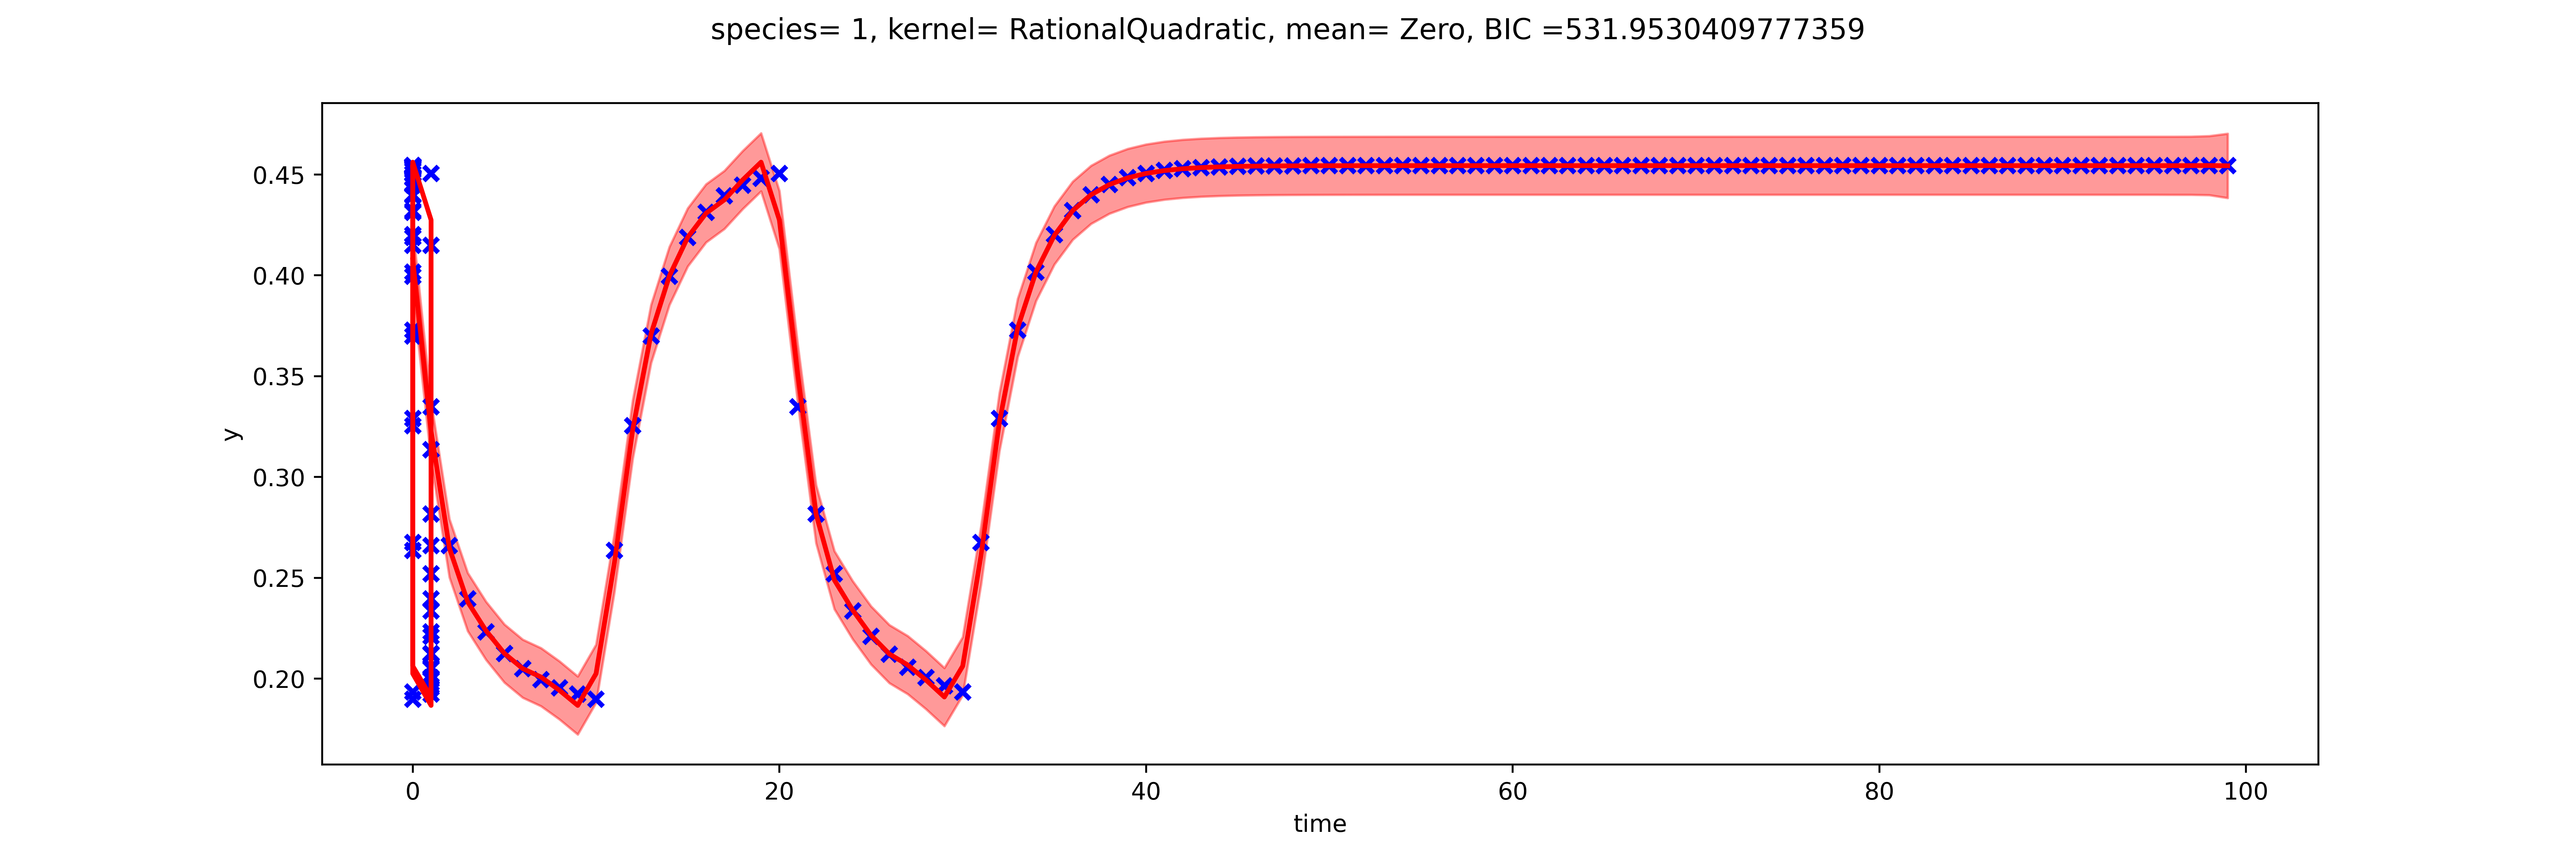 species= 1, kernel= RationalQuadratic, mean= Zero, BIC =531.9530409777359
0.45
0.40
0.35
0.30
0.25
0.20
y
0 20 40 60 80 100
time